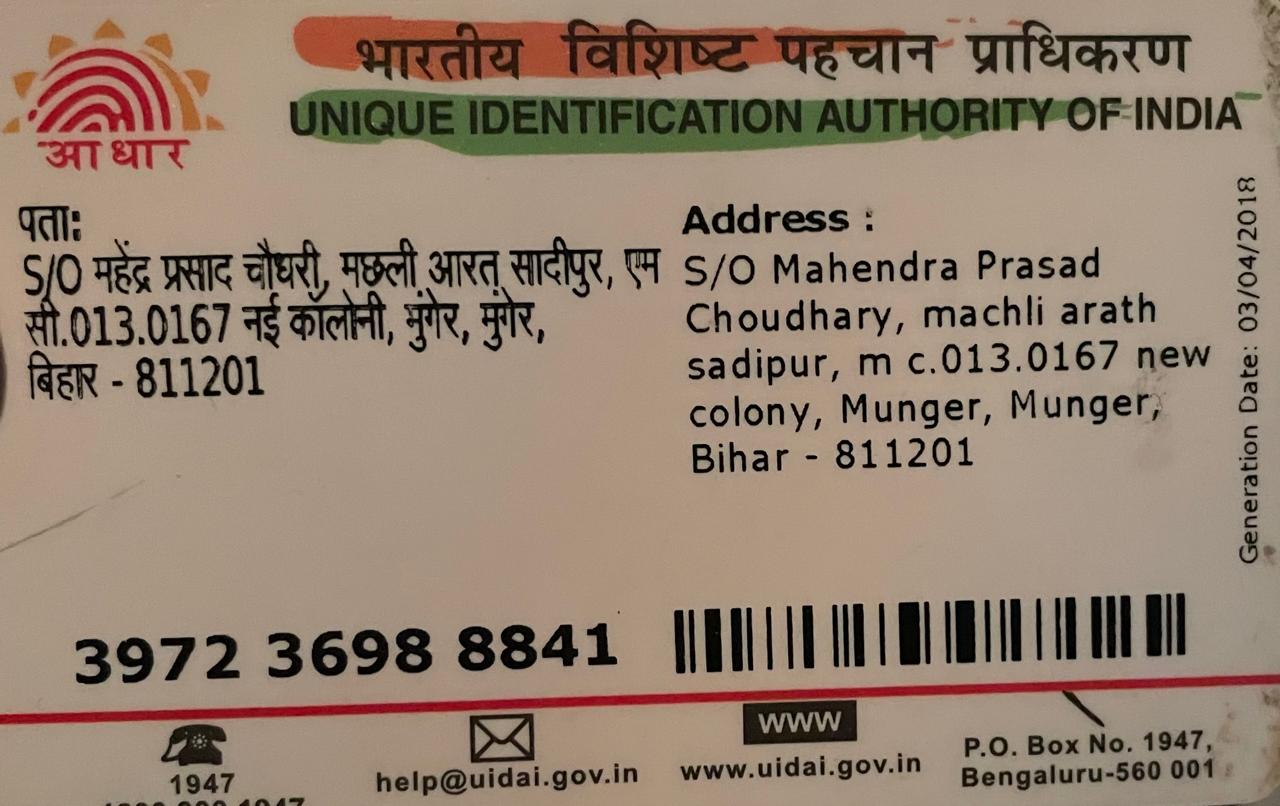 भारतीय विशिष्ट पहचान प्राधिकरण
UNIQUE IDENTIFICATION AUTHORITY OF INDIA
आधार
पता:
S/O महेंद्र प्रसाद चौधरी, मछली आरत सादीपुर, एम
सी.013.0167 नई कॉलोनी, मुंगेर, मुंगेर,
बिहार - 811201
Address :
S/O Mahendra Prasad
Choudhary, machli arath
sadipur, m c.013.0167 new
colony, Munger, Munger,
Bihar - 811201
Generation Date: 03/04/2018
3972 3698 8841
1947
help@uidai.gov.in
WWW
www.uidai.gov.in
P.O. Box No. 1947,
Bengaluru-560 001